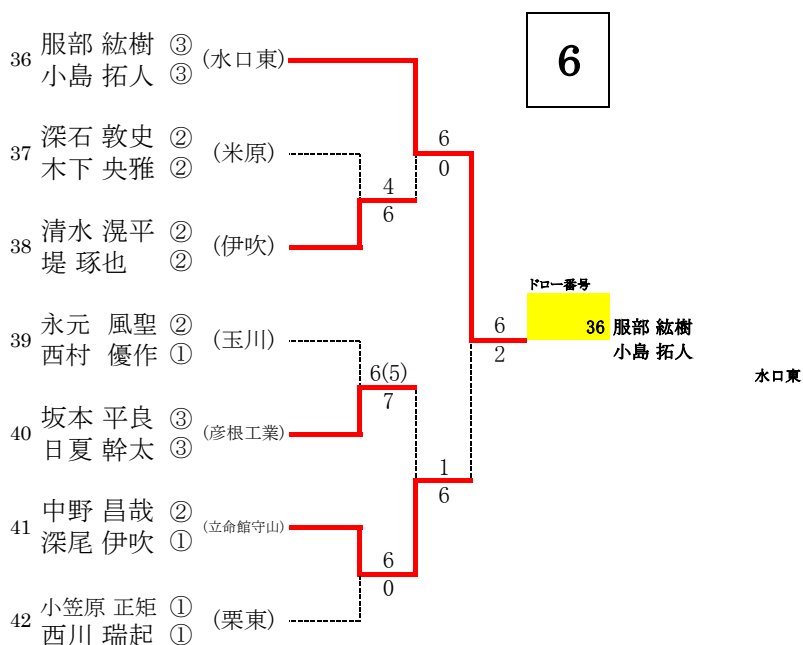 6
36 服部 紘樹 ③ (水口東)
小島 拓人 ③
37 深石 敦史 ② (米原)
木下 央雅 ②
38 清水 滉平 ② (伊吹)
堤 琢也 ②
39 永元 風聖 ② (玉川)
西村 優作 ①
40 坂本 平良 ③ (彦根工業)
日夏 幹太 ③
41 中野 昌哉 ② (立命館守山)
深尾 伊吹 ①
42 小笠原 正矩 ① (栗東)
西川 瑞起 ①
4
6
6(5)
7
6
0
6
0
1
6
6
2
ドロー番号
36 服部 紘樹
小島 拓人
水口東